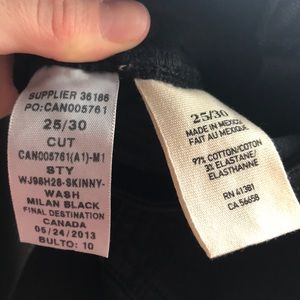 SUPPLIER 36186
PO:CAN005761
25/30
CUT
CAN005761(A1)-M1
STY
WJ98H28-SKINNY-
WASH
MILAN BLACK
FINAL DESTINATION
CANADA
05/24/2013
BULTO: 10
25/30
MADE IN MEXICO
FAIT AU MEXIQUE
97% COTTON/COTON
3% ELASTANE/
ELASTHANNE
RN 41381
CA 56658